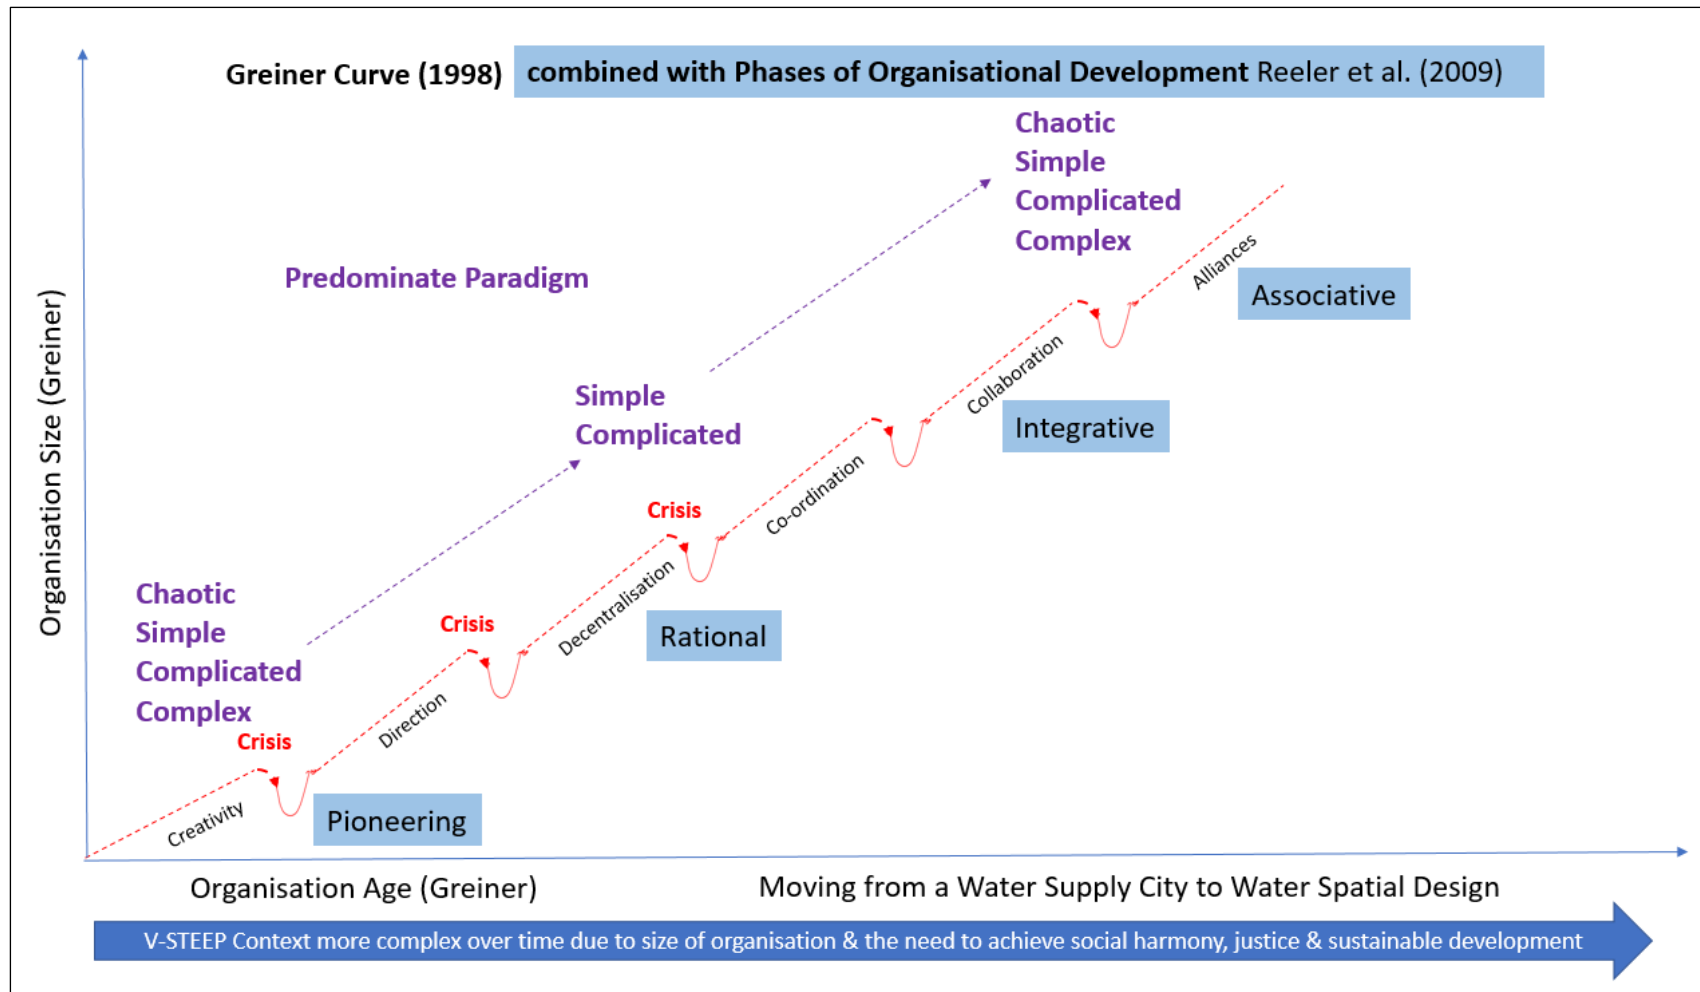 Greiner Curve (1998) combined with Phases of Organisational Development Reeler et al. (2009)
Chaotic
Simple
Complicated
Complex
Alliances
Associative
Predominate Paradigm
Organisation Size (Greiner)
Collaboration
Integrative
Simple
Complicated
Co-ordination
Crisis
Decentralisation
Rational
Chaotic
Simple
Complicated
Complex
Crisis
Direction
Crisis
Creativity
Pioneering
Organisation Age (Greiner)
Moving from a Water Supply City to Water Spatial Design
V-STEEP Context more complex over time due to size of organisation & the need to achieve social harmony, justice & sustainable development